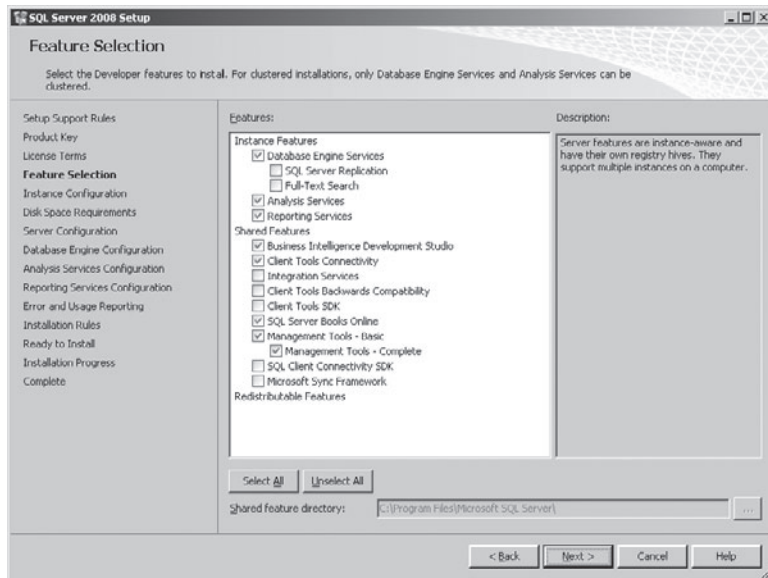 SQL Server 2008 Setup
Feature Selection
Select the Developer features to install. For clustered installations, only Database Engine Services and Analysis Services can be
clustered.
Setup Support Rules
Product Key
License Terms
Feature Selection
Instance Configuration
Disk Space Requirements
Server Configuration
Database Engine Configuration
Analysis Services Configuration
Reporting Services Configuration
Error and Usage Reporting
Installation Rules
Ready to Install
Installation Progress
Complete
Features:
Instance Features
Database Engine Services
SQL Server Replication
Full-Text Search
Analysis Services
Reporting Services
Shared Features
Business Intelligence Development Studio
Client Tools Connectivity
Integration Services
Client Tools Backwards Compatibility
Client Tools SDK
SQL Server Books Online
Management Tools - Basic
Management Tools - Complete
SQL Client Connectivity SDK
Microsoft Sync Framework
Redistributable Features
Description:
Server features are instance-aware and
have their own registry hives. They
support multiple instances on a computer.
Select All
Unselect All
Shared feature directory:
C:\Program Files\Microsoft SQL Server\
...
< Back
Next >
Cancel
Help